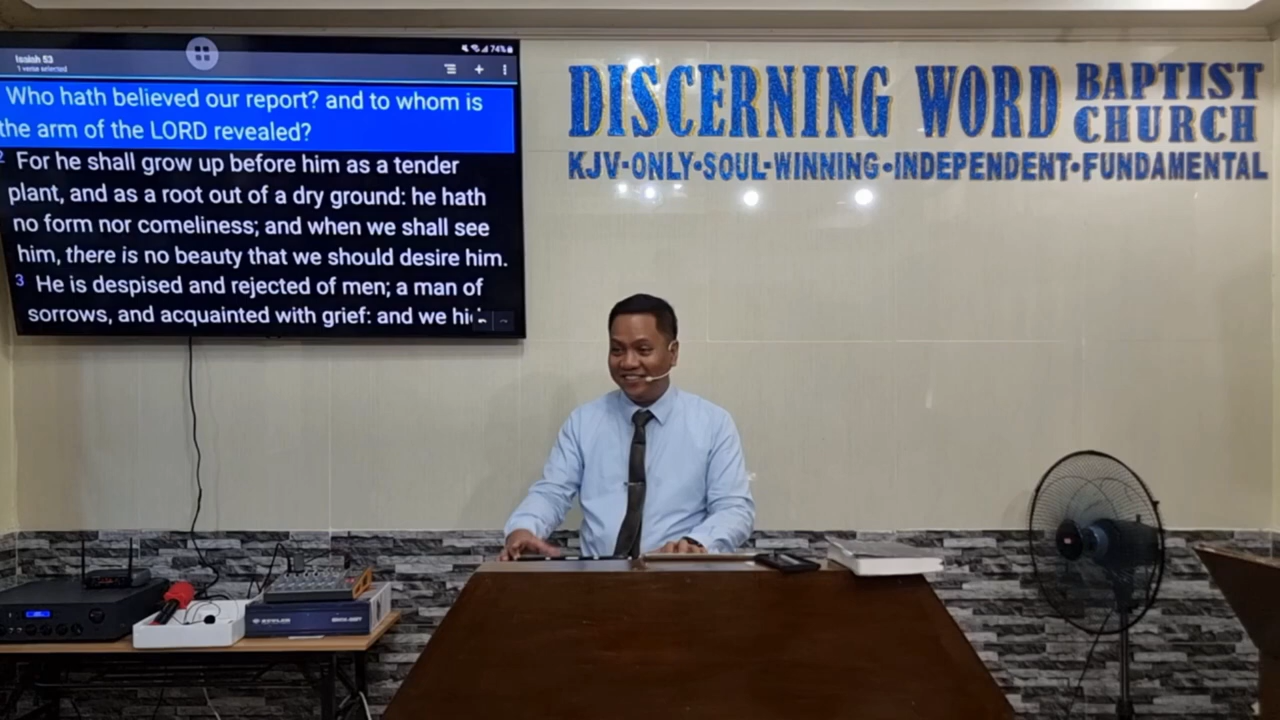 74%
Isaiah 53
1 verse selected
Who hath believed our report? and to whom is
the arm of the LORD revealed?
2 For he shall grow up before him as a tender
plant, and as a root out of a dry ground: he hath
no form nor comeliness; and when we shall see
him, there is no beauty that we should desire him.
3 He is despised and rejected of men; a man of
sorrows, and acquainted with grief: and we
DISCERNING WORD BAPTIST
CHURCH
KJV-ONLY•SOUL-WINNING•INDEPENDENT•FUNDAMENTAL